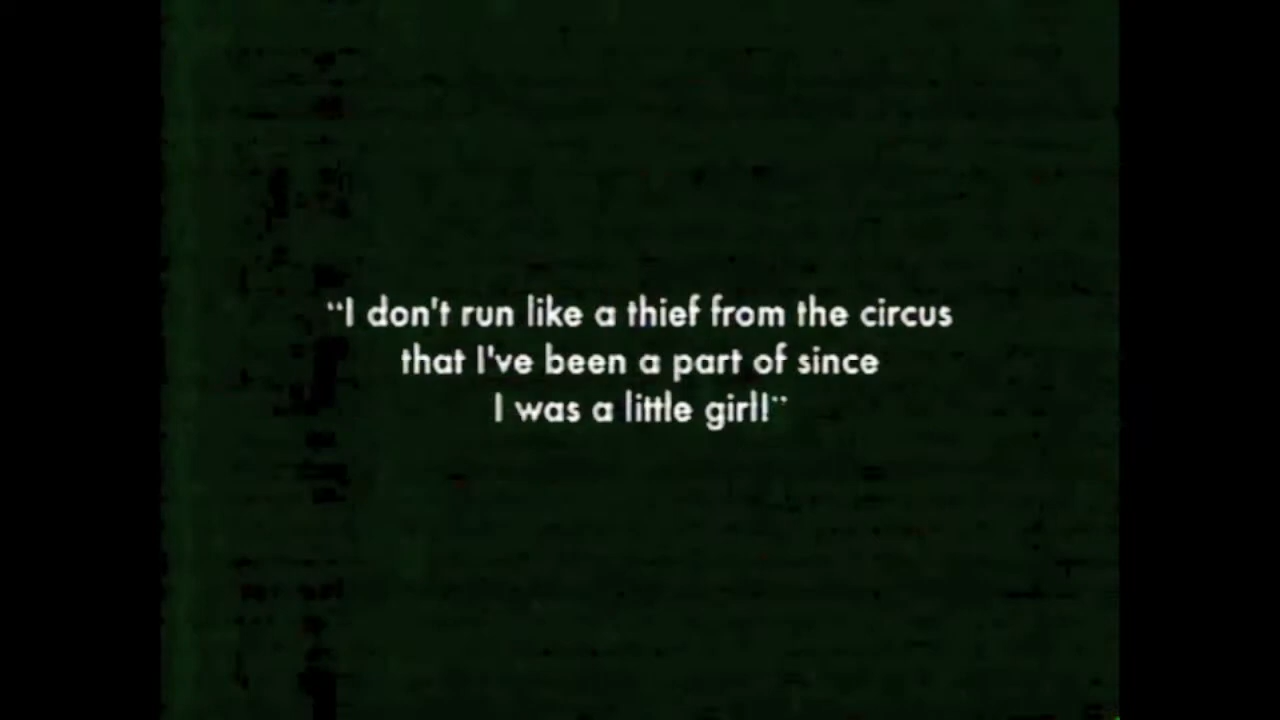 “I don't run like a thief from the circus
that I've been a part of since
I was a little girl!”